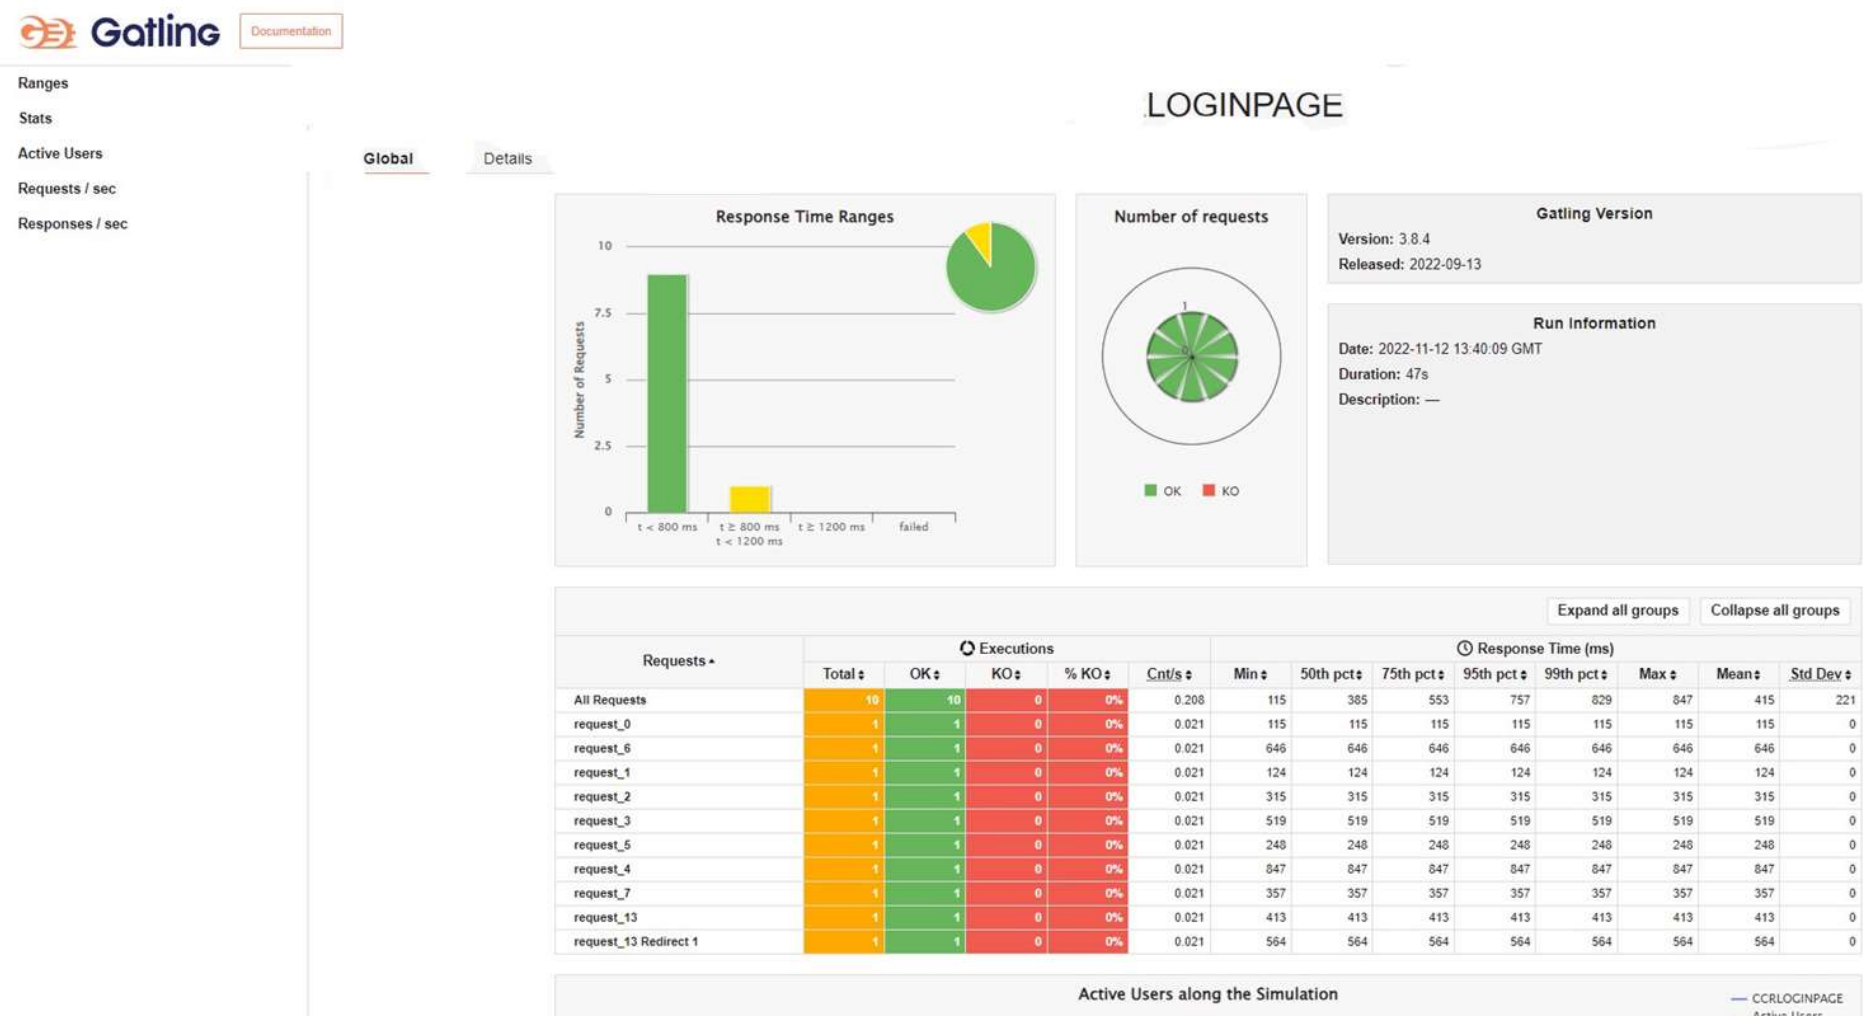 Gatling
Documentation
Ranges
Stats
Active Users
Requests / sec
Responses / sec
LOGINPAGE
Global
Details
Response Time Ranges
Number of Requests
10
7.5
5
2.5
0
t < 800 ms
t ≥ 800 ms
t < 1200 ms
t ≥ 1200 ms
failed
Number of requests
1
0
OK KO
Gatling Version
Version: 3.8.4
Released: 2022-09-13
Run Information
Date: 2022-11-12 13:40:09 GMT
Duration: 47s
Description: —
Expand all groups
Collapse all groups
Requests Executions Response Time (ms)
Total OK KO % KO Cnt/s Min 50th pct 75th pct 95th pct 99th pct Max Mean Std Dev
All Requests 10 10 0 0% 0.208 115 385 553 757 829 847 415 221
request_0 1 1 0 0% 0.021 115 115 115 115 115 115 115 0
request_6 1 1 0 0% 0.021 646 646 646 646 646 646 646 0
request_1 1 1 0 0% 0.021 124 124 124 124 124 124 124 0
request_2 1 1 0 0% 0.021 315 315 315 315 315 315 315 0
request_3 1 1 0 0% 0.021 519 519 519 519 519 519 519 0
request_5 1 1 0 0% 0.021 248 248 248 248 248 248 248 0
request_4 1 1 0 0% 0.021 847 847 847 847 847 847 847 0
request_7 1 1 0 0% 0.021 357 357 357 357 357 357 357 0
request_13 1 1 0 0% 0.021 413 413 413 413 413 413 413 0
request_13 Redirect 1 1 1 0 0% 0.021 564 564 564 564 564 564 564 0
Active Users along the Simulation
CCRLOGINPAGE
Active Users